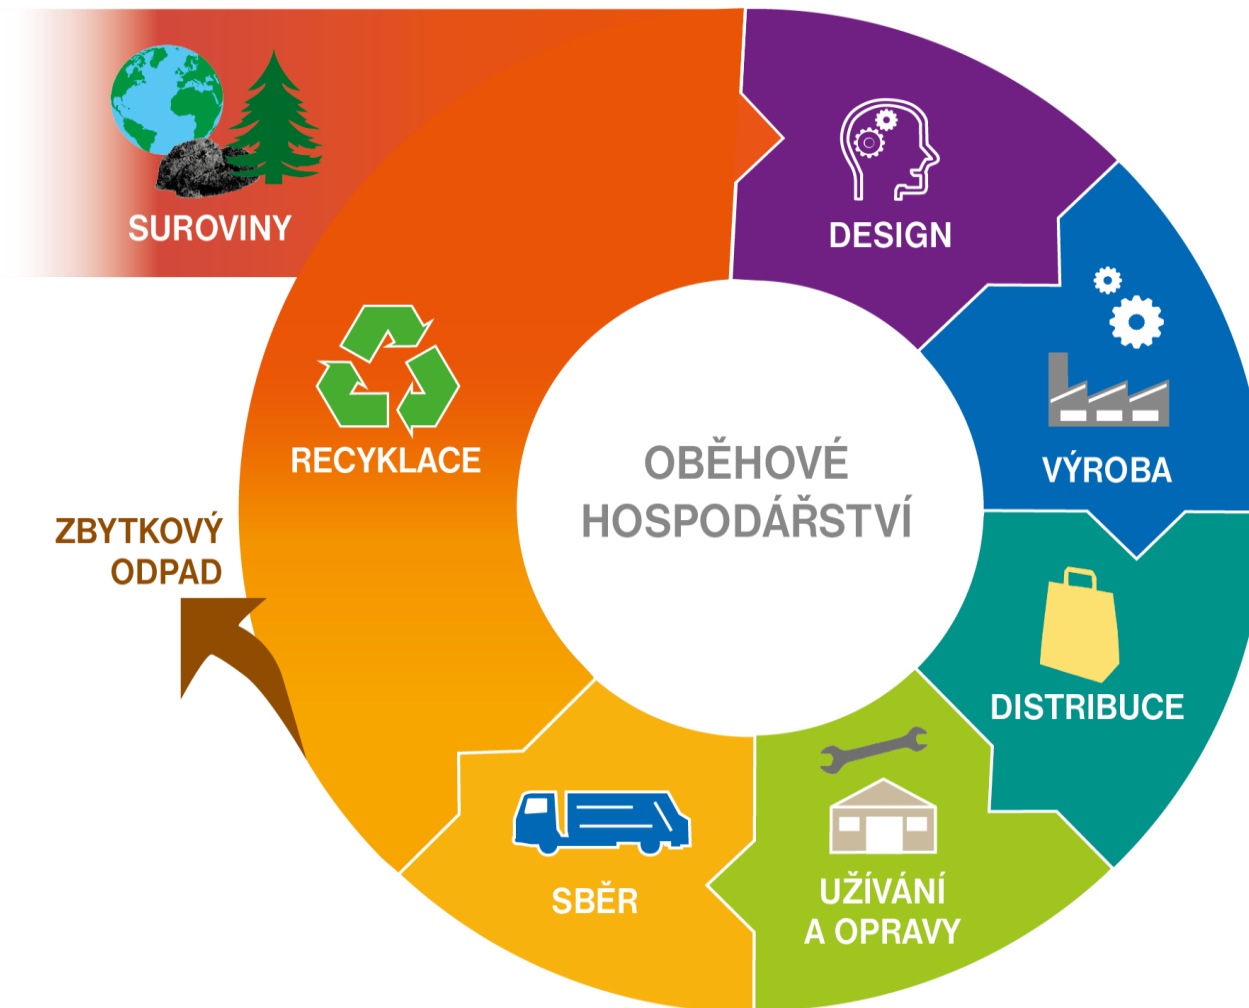 SUROVINY
DESIGN
VÝROBA
DISTRIBUCE
UŽÍVÁNÍ
A OPRAVY
SBĚR
RECYKLACE
ZBYTKOVÝ
ODPAD
OBĚHOVÉ
HOSPODÁŘSTVÍ